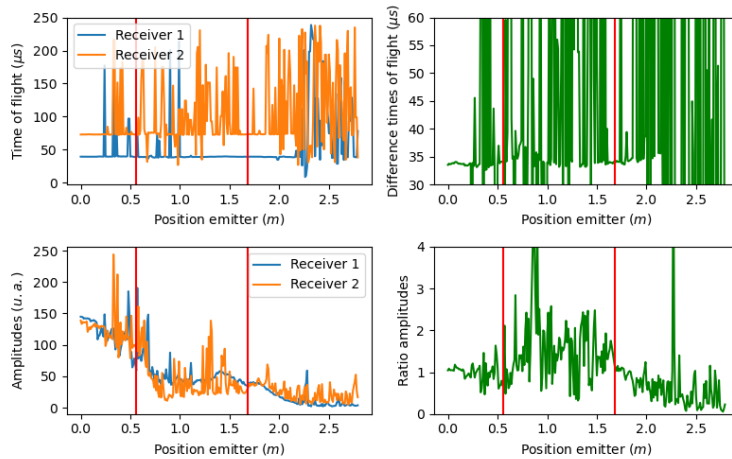 Time of flight (μs)
250
200
150
100
50
0
Receiver 1
Receiver 2
0.0 0.5 1.0 1.5 2.0 2.5
Position emitter (m)
Difference times of flight (μs)
60
55
50
45
40
35
30
0.0 0.5 1.0 1.5 2.0 2.5
Position emitter (m)
Amplitudes (u. a.)
250
200
150
100
50
0
Receiver 1
Receiver 2
0.0 0.5 1.0 1.5 2.0 2.5
Position emitter (m)
Ratio amplitudes
4
3
2
1
0
0.0 0.5 1.0 1.5 2.0 2.5
Position emitter (m)